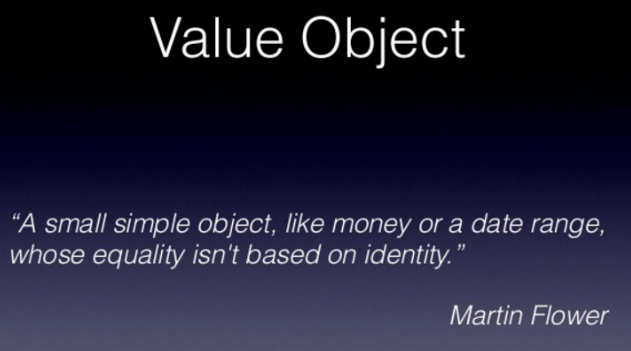 Value Object
“A small simple object, like money or a date range,
whose equality isn't based on identity.”
Martin Flower